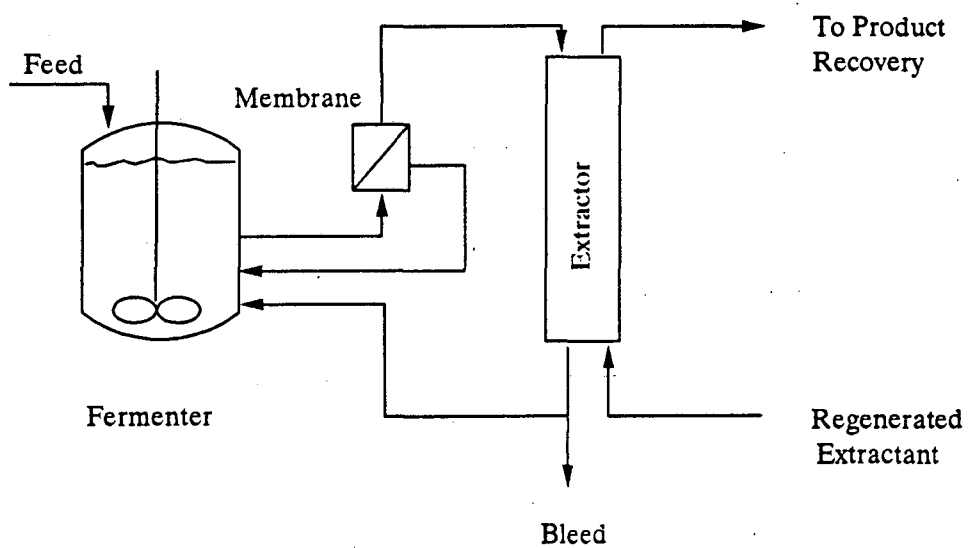 To Product
Recovery
Feed
Membrane
Extractor
Fermenter
Regenerated
Extractant
Bleed